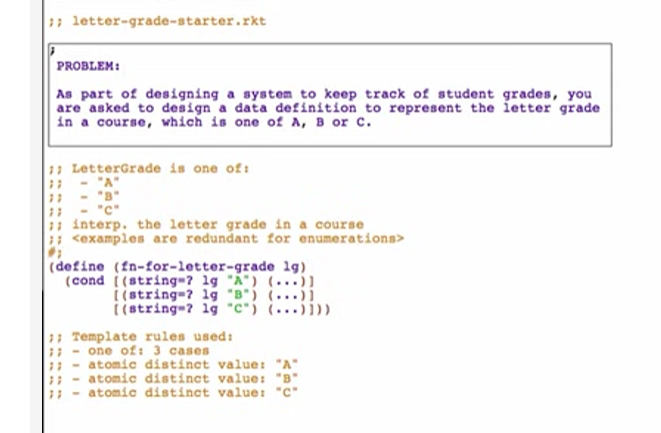 ;; letter-grade-starter.rkt
;
PROBLEM:
As part of designing a system to keep track of student grades, you
are asked to design a data definition to represent the letter grade
in a course, which is one of A, B or C.
;; LetterGrade is one of:
;;  - "A"
;;  - "B"
;;  - "C"
;; interp. the letter grade in a course
;; <examples are redundant for enumerations>
#;
(define (fn-for-letter-grade lg)
  (cond [(string=? lg "A") (...)]
        [(string=? lg "B") (...)]
        [(string=? lg "C") (...)]))
;; Template rules used:
;; - one of: 3 cases
;; - atomic distinct value: "A"
;; - atomic distinct value: "B"
;; - atomic distinct value: "C"